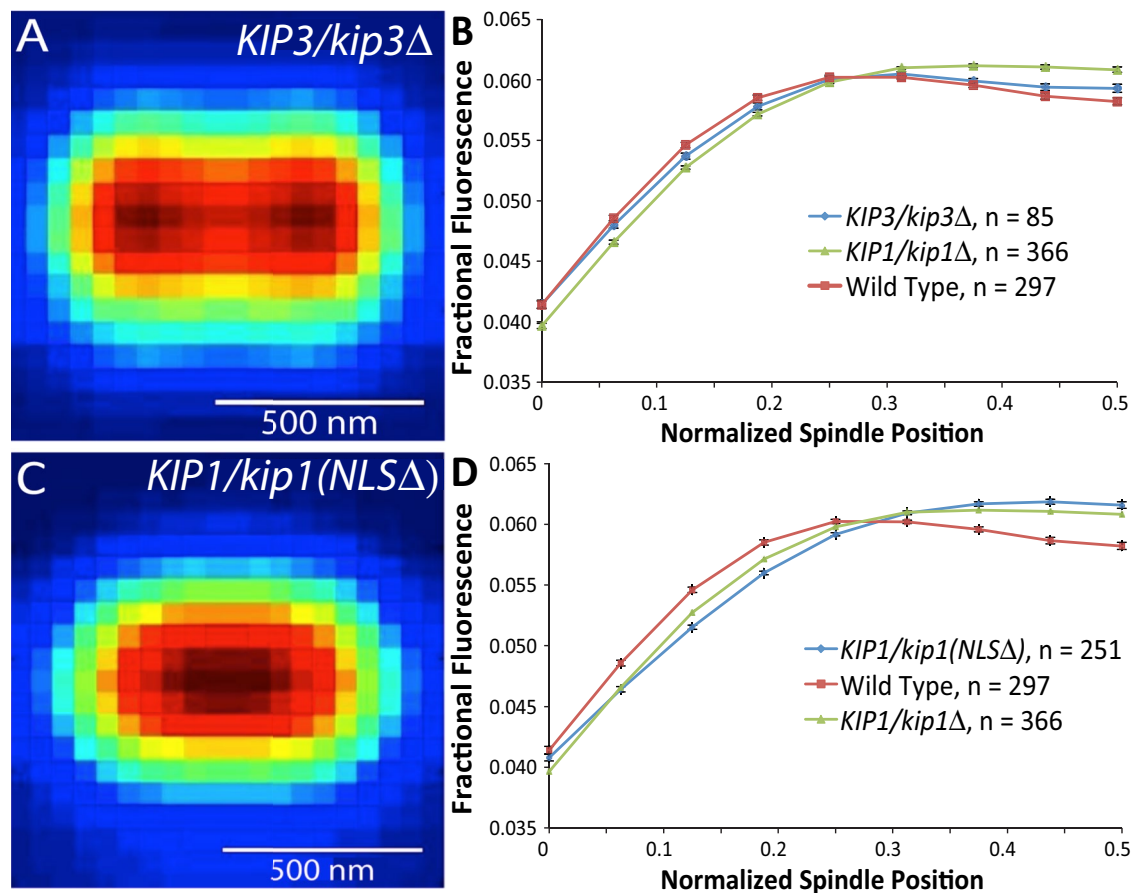 A
KIP3/kip3Δ
500 nm
B
Fractional Fluorescence
0.065
0.060
0.055
0.050
0.045
0.040
0.035
0
0.1
0.2
0.3
0.4
0.5
Normalized Spindle Position
KIP3/kip3Δ, n = 85
KIP1/kip1Δ, n = 366
Wild Type, n = 297
C
KIP1/kip1(NLSΔ)
500 nm
D
Fractional Fluorescence
0.065
0.060
0.055
0.050
0.045
0.040
0.035
0
0.1
0.2
0.3
0.4
0.5
Normalized Spindle Position
KIP1/kip1(NLSΔ), n = 251
Wild Type, n = 297
KIP1/kip1Δ, n = 366